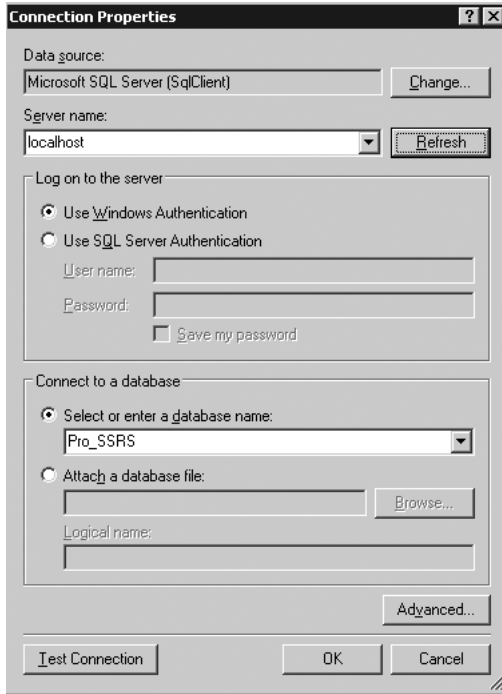 Connection Properties
Data source:
Microsoft SQL Server (SqlClient)
Change...
Server name:
localhost
Refresh
Log on to the server
Use Windows Authentication
Use SQL Server Authentication
User name:
Password:
Save my password
Connect to a database
Select or enter a database name:
Pro_SSRS
Attach a database file:
Browse...
Logical name:
Advanced...
Test Connection
OK
Cancel